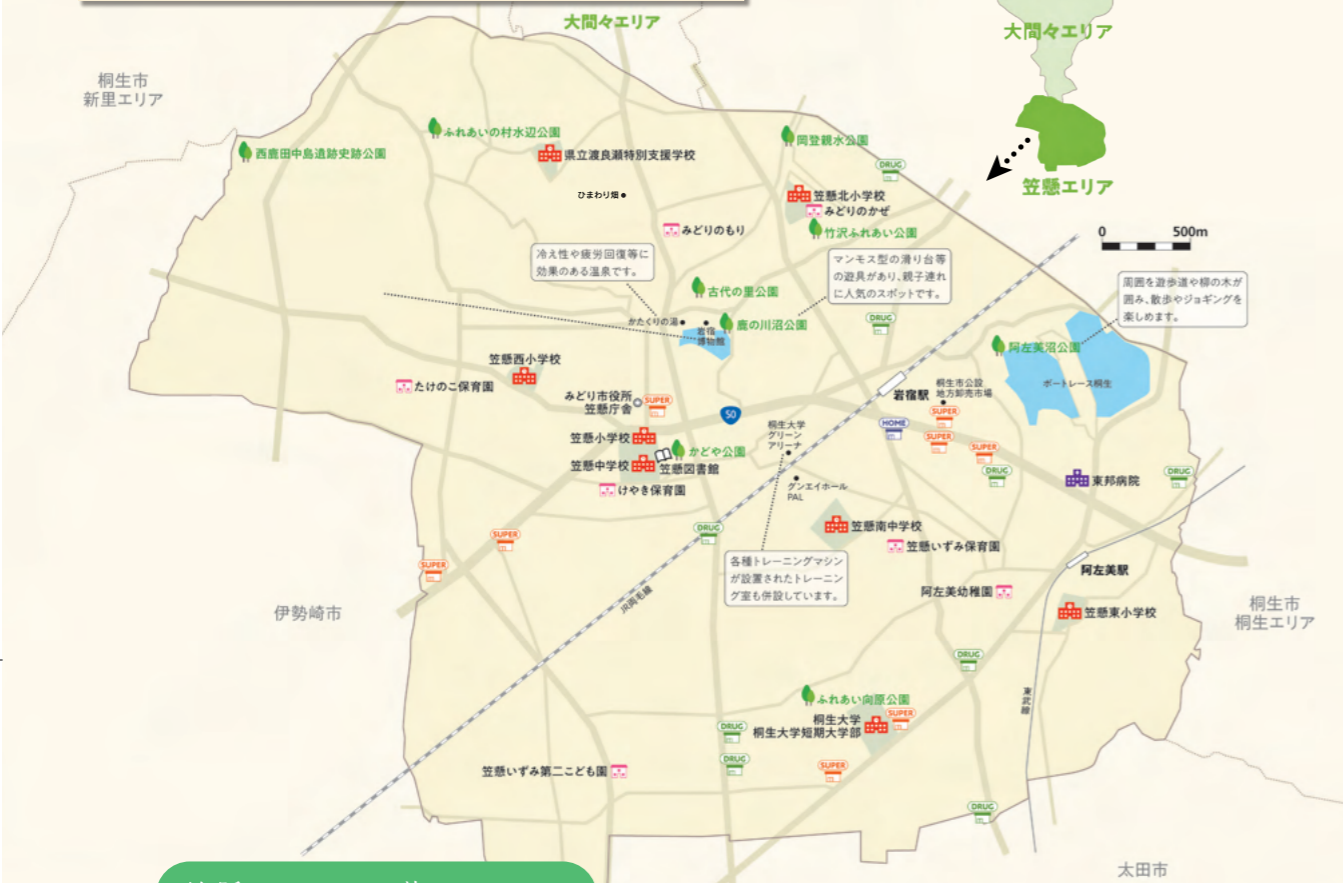 大間々エリア
大間々エリア
桐生市
新里エリア
笠懸エリア
0 500m
ふれあいの村水辺公園
西鹿田中島遺跡史跡公園
県立渡良瀬特別支援学校
岡登親水公園
DRUG
ひまわり畑
笠懸北小学校
みどりのかぜ
みどりのもり
竹沢ふれあい公園
冷え性や疲労回復等に
効果のある温泉です。
マンモス型の滑り台等
の遊具があり、親子連れ
に人気のスポットです。
周囲を遊歩道や柳の木が
囲み、散歩やジョギングを
楽しめます。
古代の里公園
かたくりの湯
岩宿
博物館
鹿の川沼公園
DRUG
阿左美沼公園
ボートレース桐生
笠懸西小学校
たけのこ保育園
みどり市役所
笠懸庁舎
SUPER
50
岩宿駅
桐生市公設
地方卸売市場
SUPER
HOME
SUPER
SUPER
DRUG
笠懸小学校
かどや公園
笠懸中学校
笠懸図書館
けやき保育園
桐生大学
グリーン
アリーナ
グンエイホール
PAL
東邦病院
DRUG
DRUG
SUPER
SUPER
笠懸南中学校
笠懸いずみ保育園
各種トレーニングマシン
が設置されたトレーニン
グ室も併設しています。
阿左美駅
阿左美幼稚園
笠懸東小学校
伊勢崎市
JR両毛線
桐生市
桐生エリア
DRUG
東武線
ふれあい向原公園
桐生大学
桐生大学短期大学部
SUPER
DRUG
DRUG
SUPER
笠懸いずみ第二こども園
DRUG
太田市